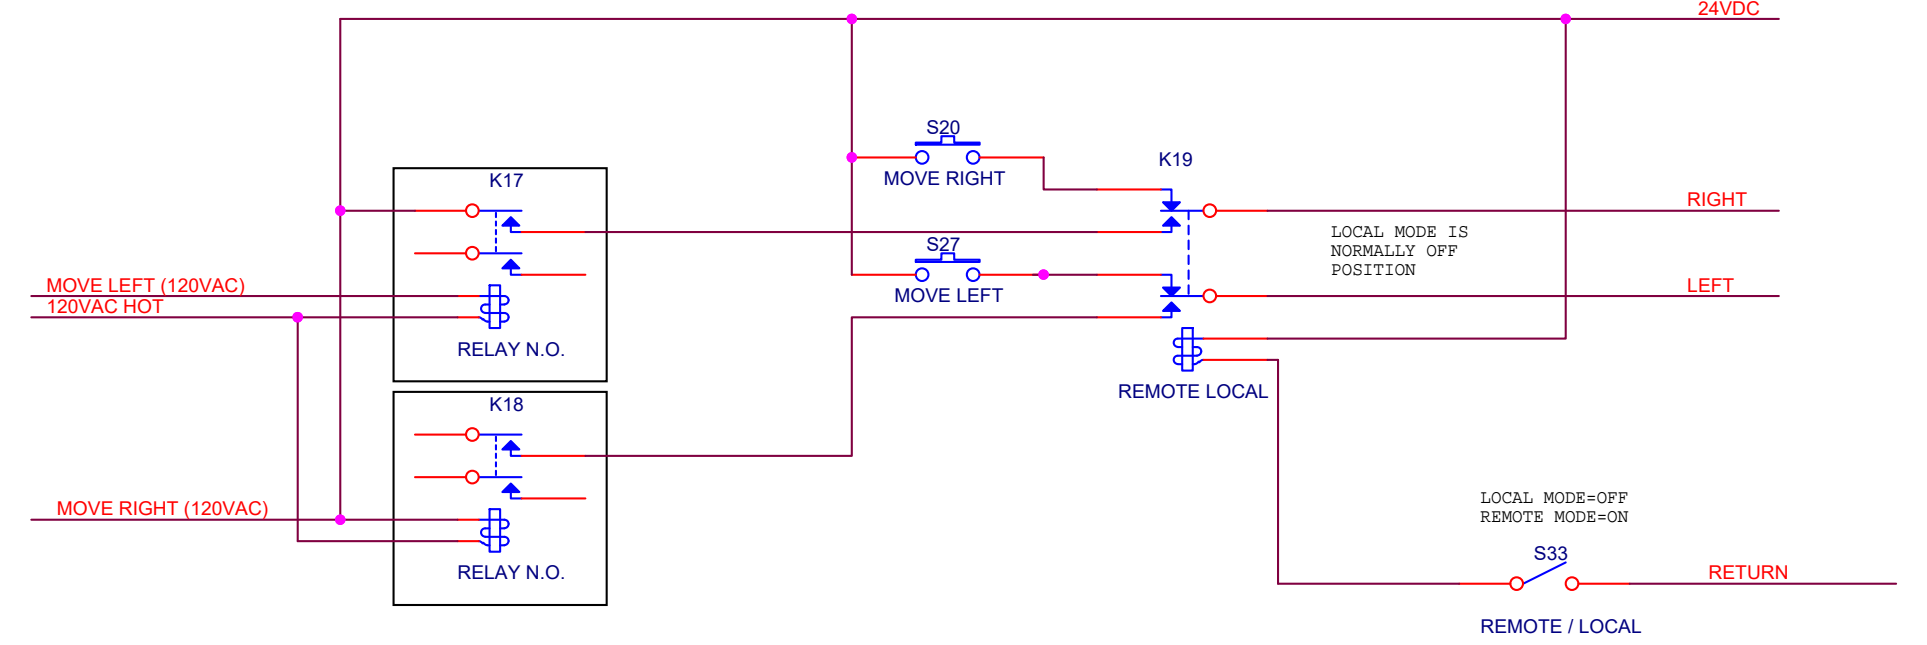 24VDC
S20
MOVE RIGHT
K19
K17
RIGHT
LOCAL MODE IS
NORMALLY OFF
POSITION
S27
MOVE LEFT
MOVE LEFT (120VAC)
120VAC HOT
LEFT
RELAY N.O.
REMOTE LOCAL
K18
MOVE RIGHT (120VAC)
LOCAL MODE=OFF
REMOTE MODE=ON
S33
RELAY N.O.
RETURN
REMOTE / LOCAL